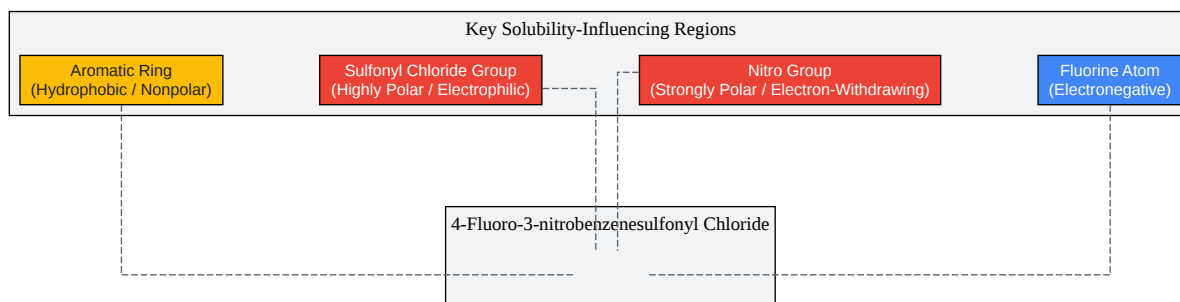 Key Solubility-Influencing Regions
Aromatic Ring
(Hydrophobic / Nonpolar)
Sulfonyl Chloride Group
(Highly Polar / Electrophilic)
Nitro Group
(Strongly Polar / Electron-Withdrawing)
Fluorine Atom
(Electronegative)
4-Fluoro-3-nitrobenzenesulfonyl Chloride